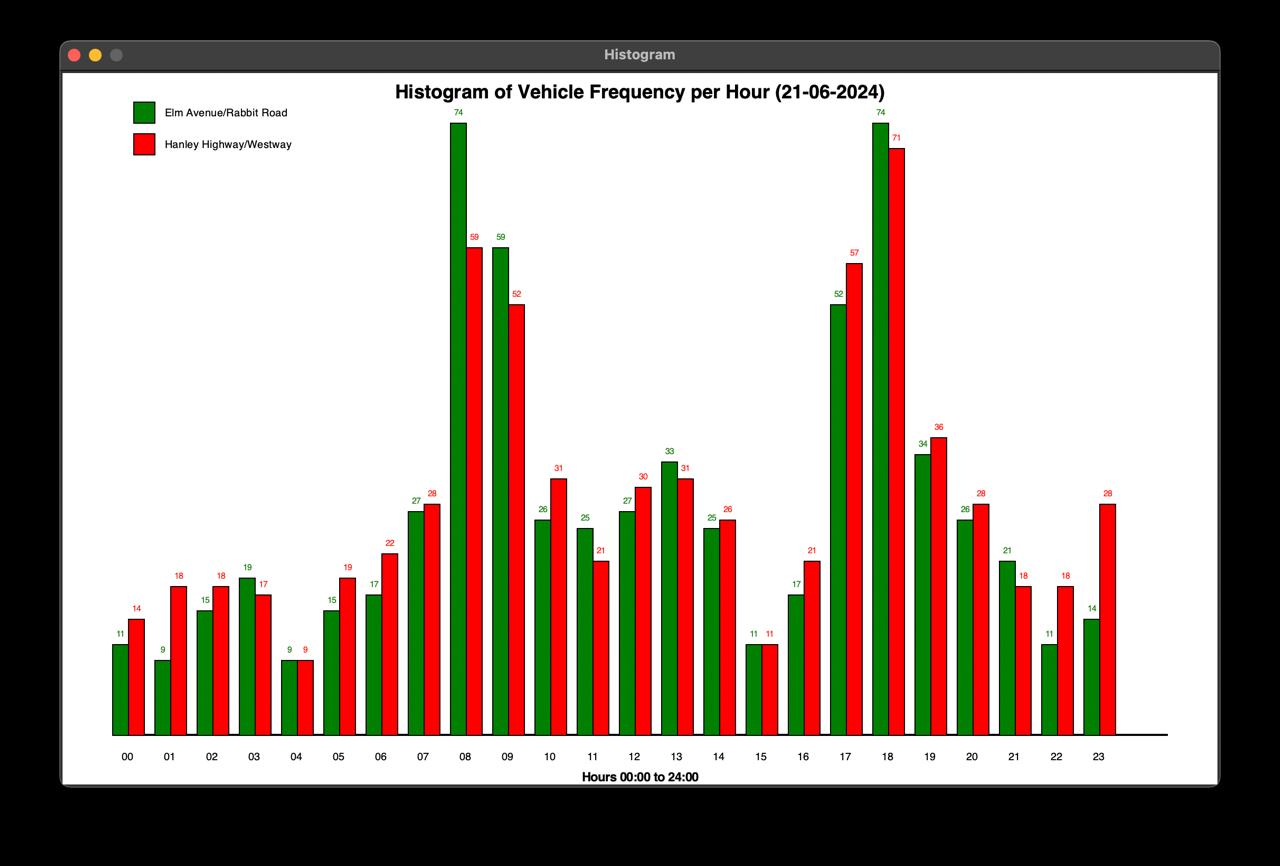 Histogram
Histogram of Vehicle Frequency per Hour (21-06-2024)
Elm Avenue/Rabbit Road
Hanley Highway/Westway
74 74
71
59 59
57
52 52
36
34
33 31
31
30
28 28 28
27 27
26 26 26
25 25
22
21 21 21
19 19
18 18 18 18
17 17 17
15 15
14 14
11 11 11 11
9 9 9
00 01 02 03 04 05 06 07 08 09 10 11 12 13 14 15 16 17 18 19 20 21 22 23
Hours 00:00 to 24:00